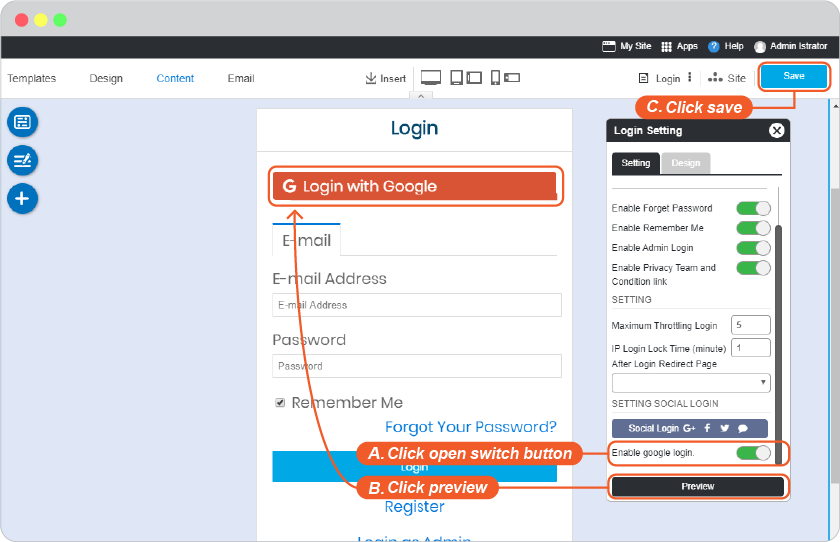 My Site Apps Help Admin Istrator
Templates Design Content Email Insert Login Site Save
C. Click save
Login
Login with Google
E-mail
E-mail Address
E-mail Address
Password
Password
Remember Me
Forgot Your Password?
A. Click open switch button
Login
B. Click preview
Register
Login as Admin
Login Setting
Setting Design
Enable Forget Password
Enable Remember Me
Enable Admin Login
Enable Privacy Team and
Condition link
SETTING
Maximum Throttling Login 5
IP Login Lock Time (minute) 1
After Login Redirect Page
SETTING SOCIAL LOGIN
Social Login G+
Enable google login.
Preview